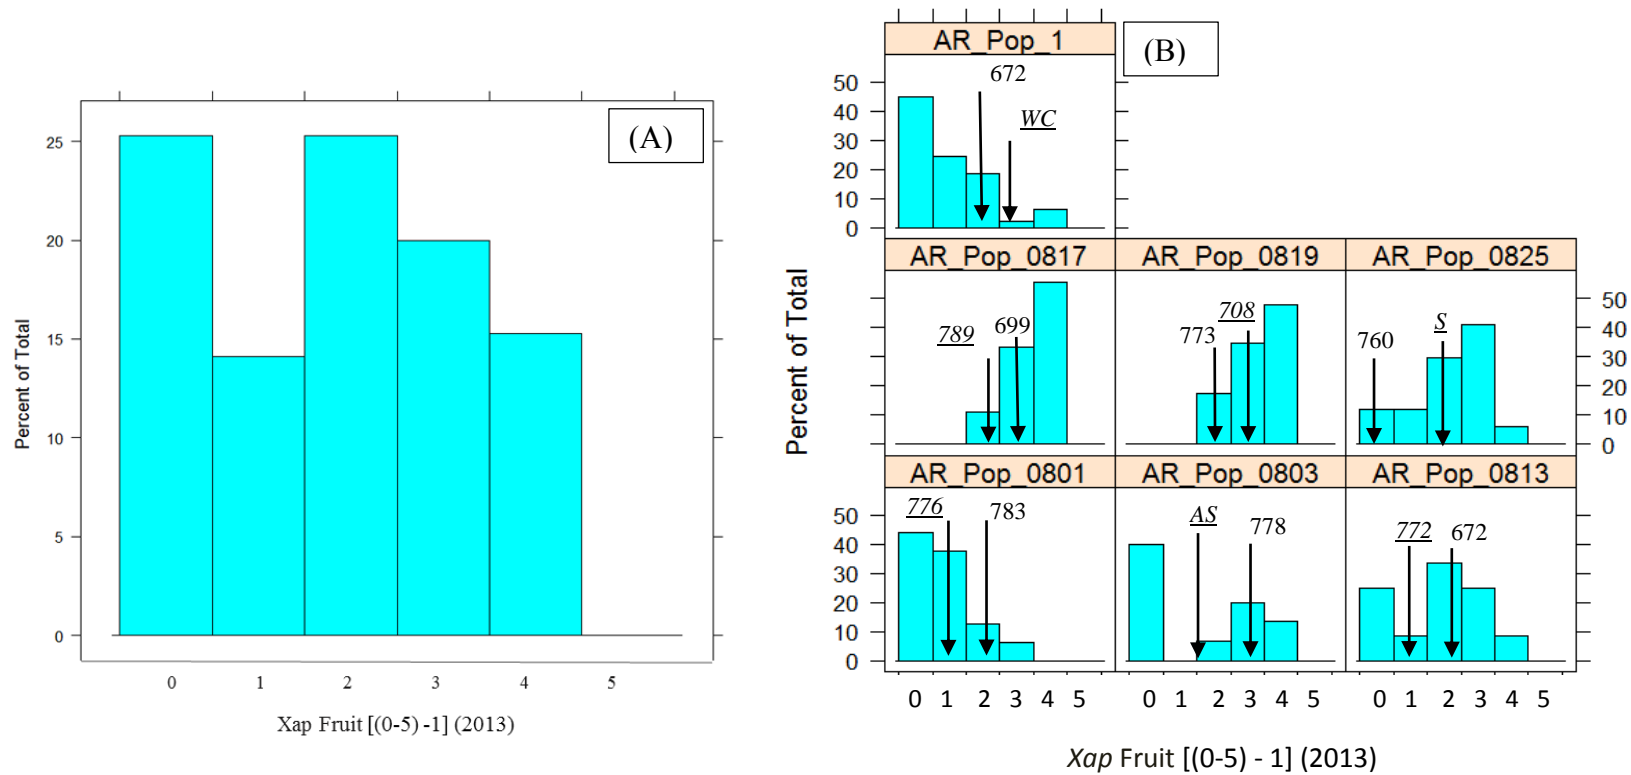 (A)
25
20
15
10
5
0
Percent of Total
0 1 2 3 4 5
Xap Fruit [(0-5) -1] (2013)
(B)
AR_Pop_1
672
WC
50
40
30
20
10
0
Percent of Total
AR_Pop_0817 AR_Pop_0819 AR_Pop_0825
789 699
773 708
760 S
50
40
30
20
10
0
AR_Pop_0801 AR_Pop_0803 AR_Pop_0813
776 783
AS 778
772 672
50
40
30
20
10
0
0 1 2 3 4 5 0 1 2 3 4 5 0 1 2 3 4 5
Xap Fruit [(0-5) - 1] (2013)